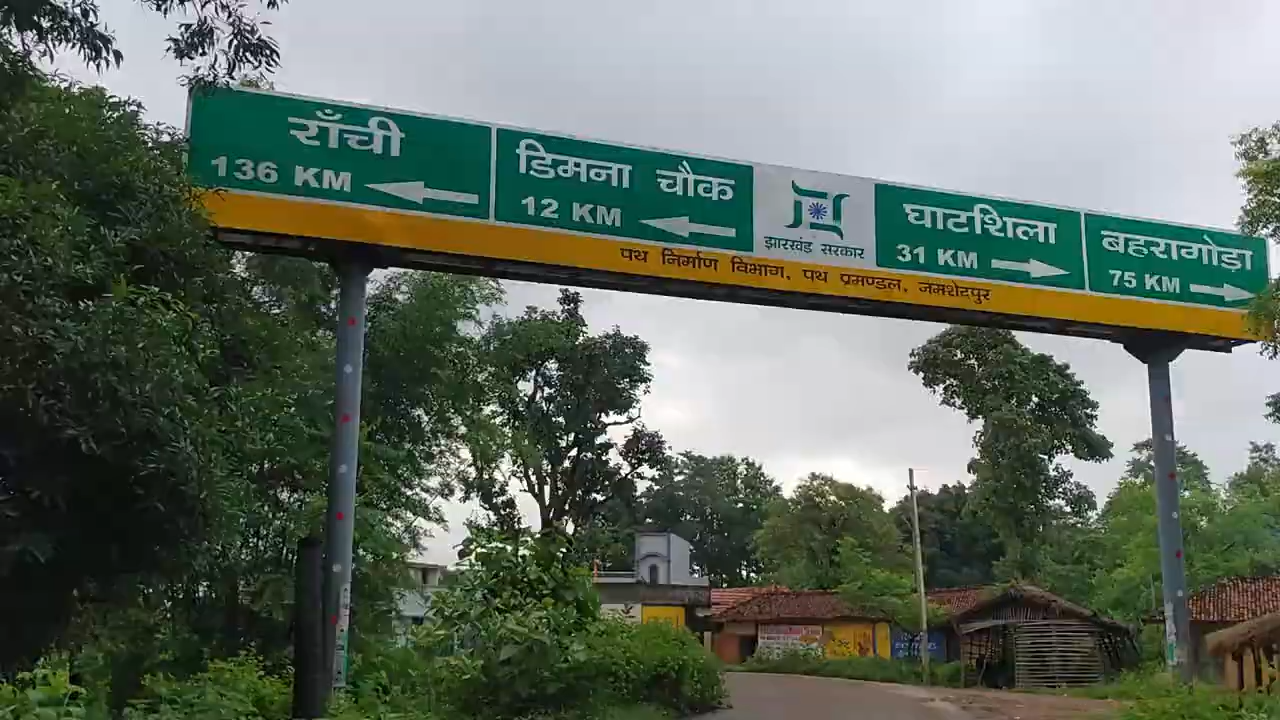 राँची
136 KM
डिमना चौक
12 KM
झारखंड सरकार
घाटशिला
31 KM
बहरागोड़ा
75 KM
पथ निर्माण विभाग, पथ प्रमण्डल, जमशेदपुर